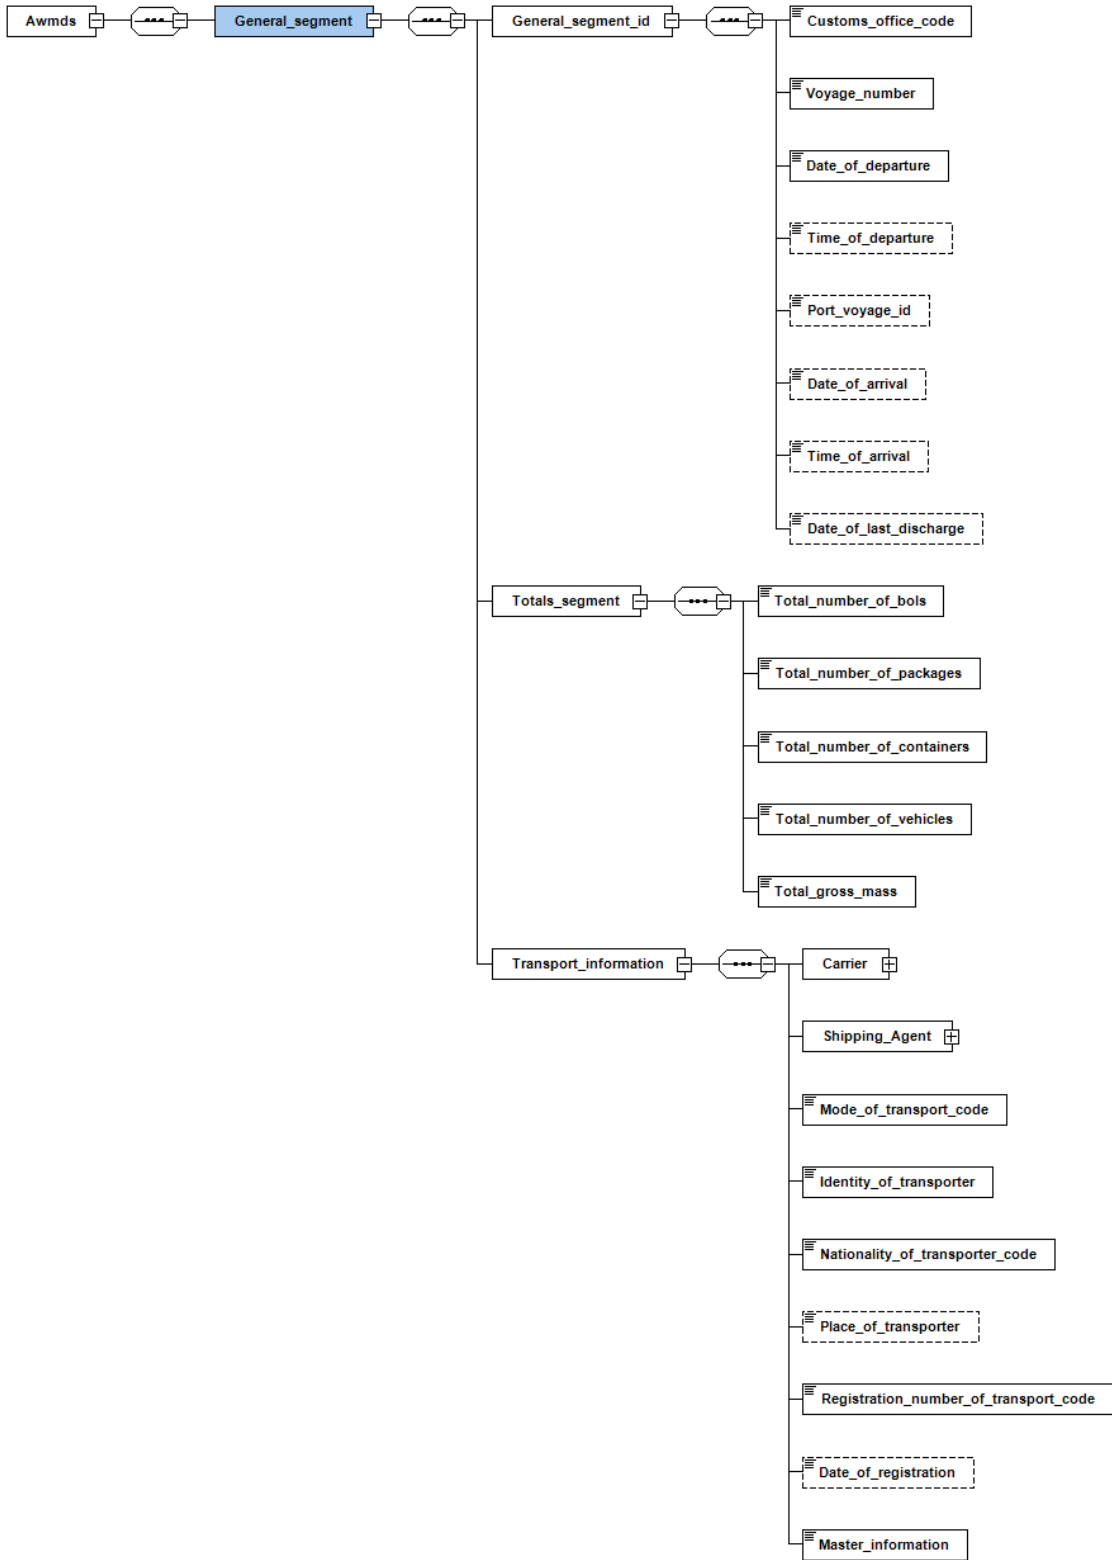 Awmds
General_segment
General_segment_id
Customs_office_code
Voyage_number
Date_of_departure
Time_of_departure
Port_voyage_id
Date_of_arrival
Time_of_arrival
Date_of_last_discharge
Totals_segment
Total_number_of_bols
Total_number_of_packages
Total_number_of_containers
Total_number_of_vehicles
Total_gross_mass
Transport_information
Carrier
Shipping_Agent
Mode_of_transport_code
Identity_of_transporter
Nationality_of_transporter_code
Place_of_transporter
Registration_number_of_transport_code
Date_of_registration
Master_information